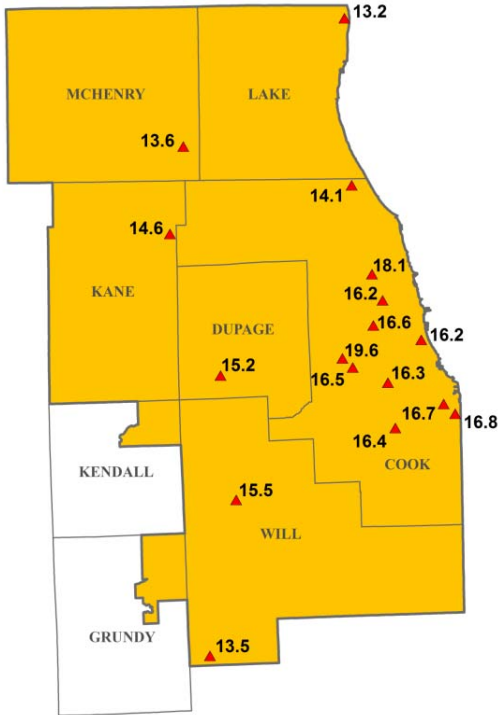 13.2
MCHENRY
LAKE
13.6
14.1
14.6
18.1
KANE
16.2
DUPAGE
16.6
16.2
19.6
15.2
16.5
16.3
16.7
16.8
16.4
COOK
KENDALL
15.5
WILL
GRUNDY
13.5